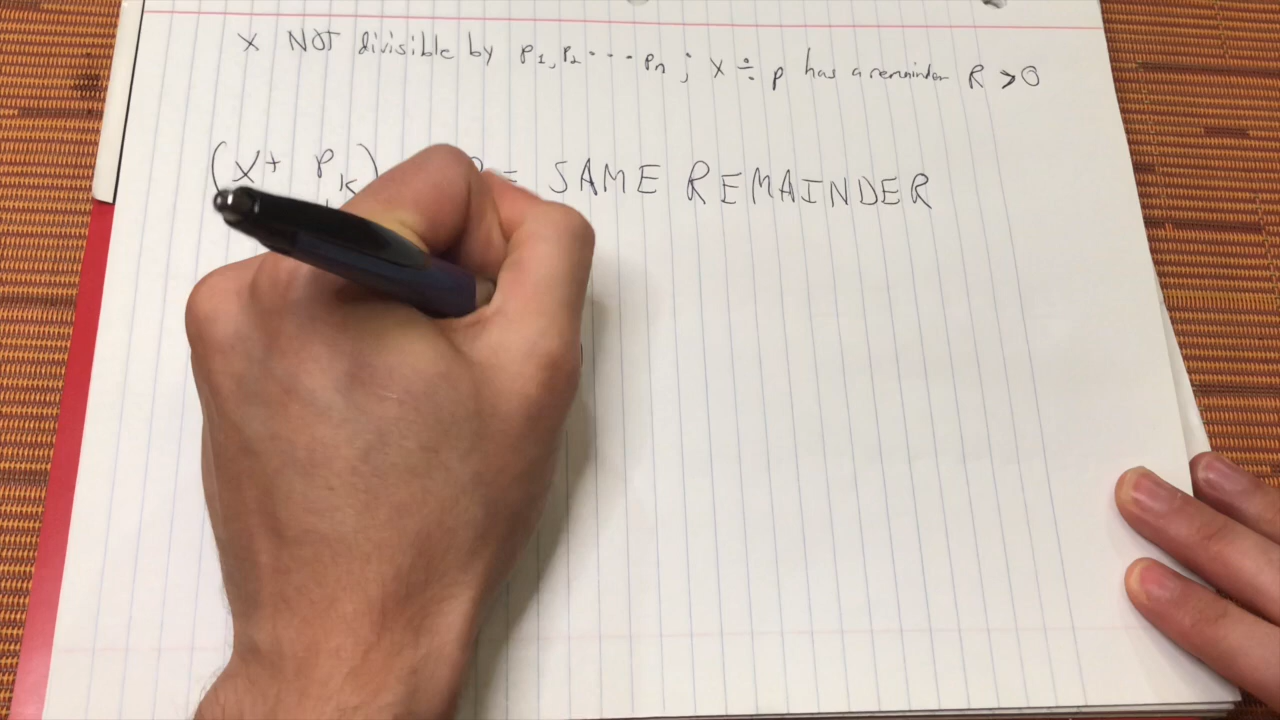 x NOT divisible by p1, p2 .... pn ; x ÷ p has a remainder R > 0
(x + pk) = SAME REMAINDER